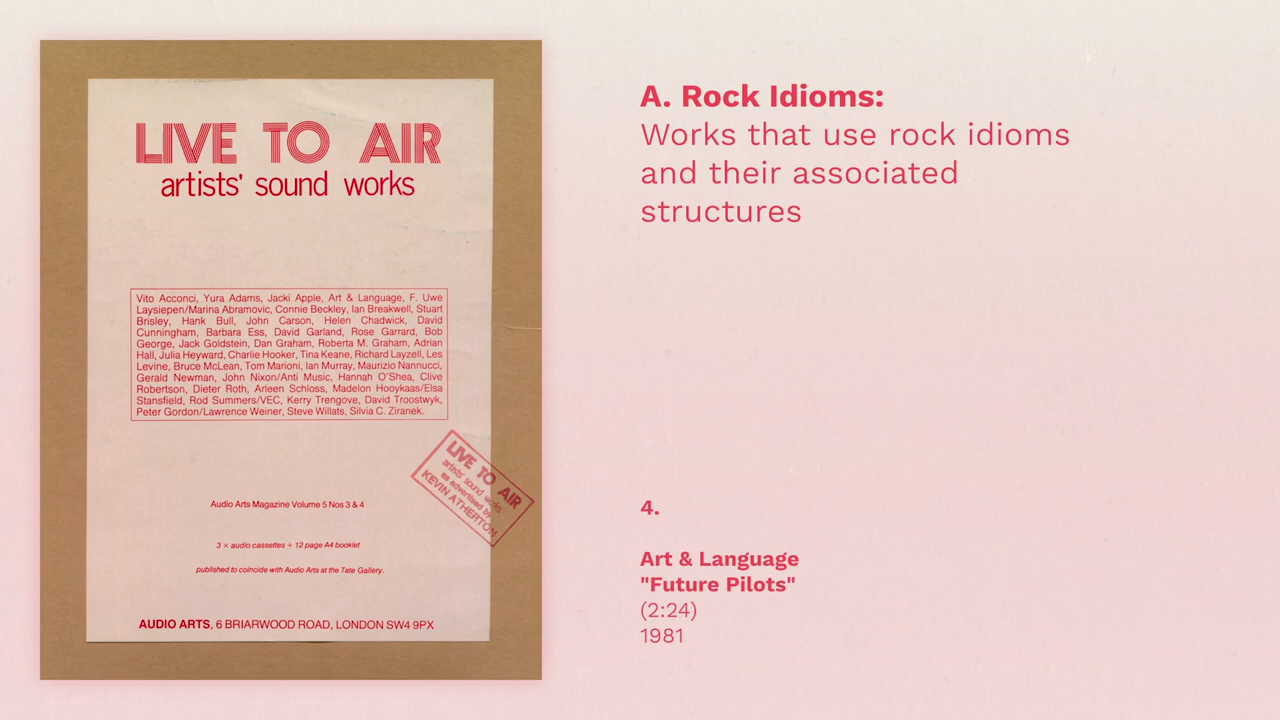 LIVE TO AIR
artists' sound works
Vito Acconci, Yura Adams, Jacki Apple, Art & Language, F. Uwe
Laysiepen/Marina Abramovic, Connie Beckley, Ian Breakwell, Stuart
Brisley, Hank Bull, John Carson, Helen Chadwick, David
Cunningham, Barbara Ess, David Garland, Rose Garrard, Bob
George, Jack Goldstein, Dan Graham, Roberta M. Graham, Adrian
Hall, Julia Heyward, Charlie Hooker, Tina Keane, Richard Layzell, Les
Levine, Bruce McLean, Tom Marioni, Ian Murray, Maurizio Nannucci,
Gerald Newman, John Nixon/Anti Music, Hannah O'Shea, Clive
Robertson, Dieter Roth, Arleen Schloss, Madelon Hooykaas/Elsa
Stansfield, Rod Summers/VEC, Kerry Trengove, David Troostwyk,
Peter Gordon/Lawrence Weiner, Steve Willats, Silvia C. Ziranek.
LIVE TO AIR
artists' sound works
as advertised by
KEVIN ATHERTON
Audio Arts Magazine Volume 5 Nos 3 & 4
3 × audio cassettes + 12 page A4 booklet
published to coincide with Audio Arts at the Tate Gallery.
AUDIO ARTS, 6 BRIARWOOD ROAD, LONDON SW4 9PX
A. Rock Idioms:
Works that use rock idioms
and their associated
structures
4.
Art & Language
"Future Pilots"
(2:24)
1981